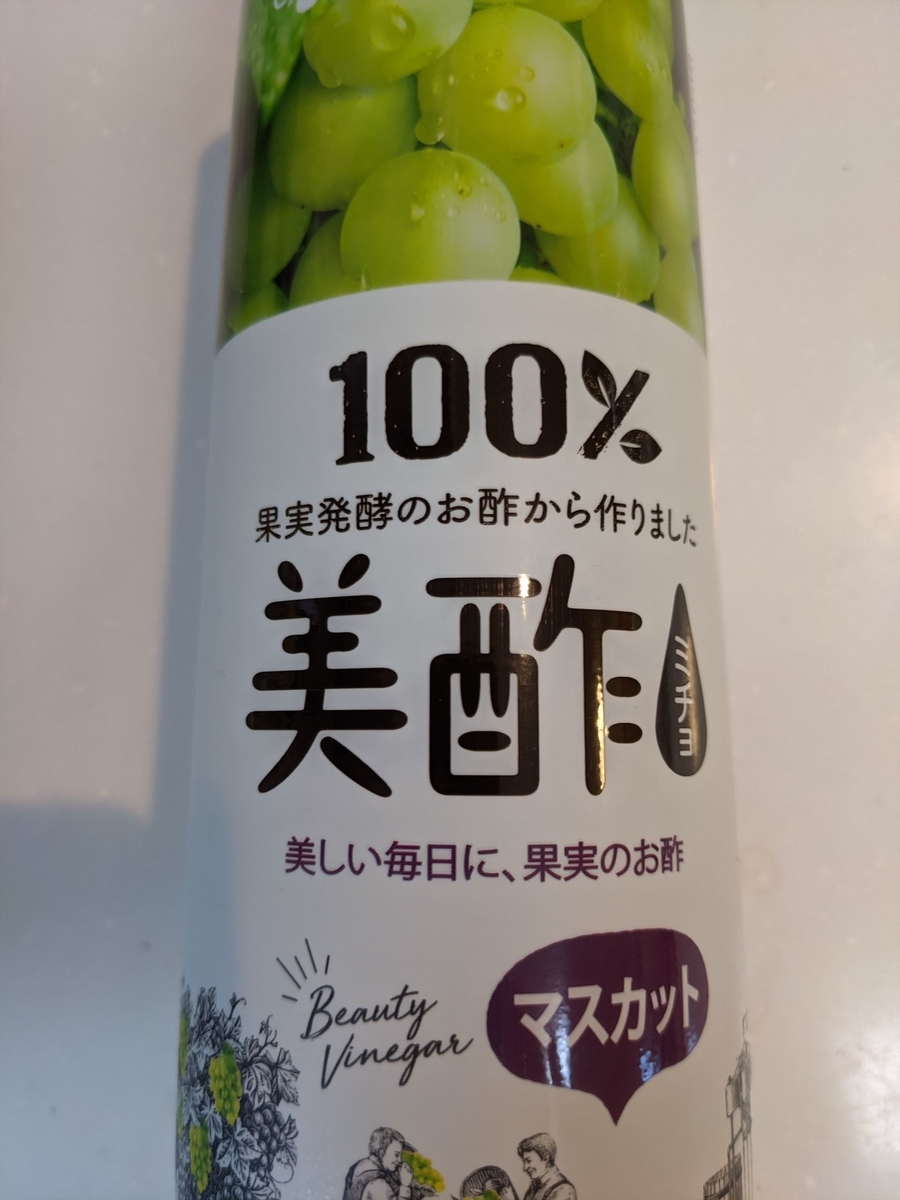 100%
果実発酵のお酢から作りました
美酢
ミチョ
美しい毎日に、果実のお酢
Beauty
Vinegar
マスカット